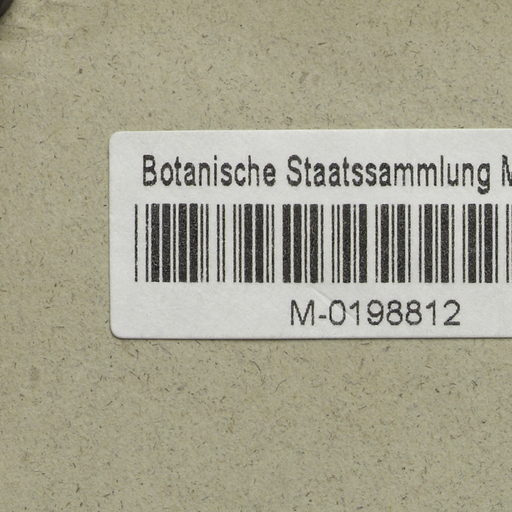 Botanische Staatssammlung M
M-0198812